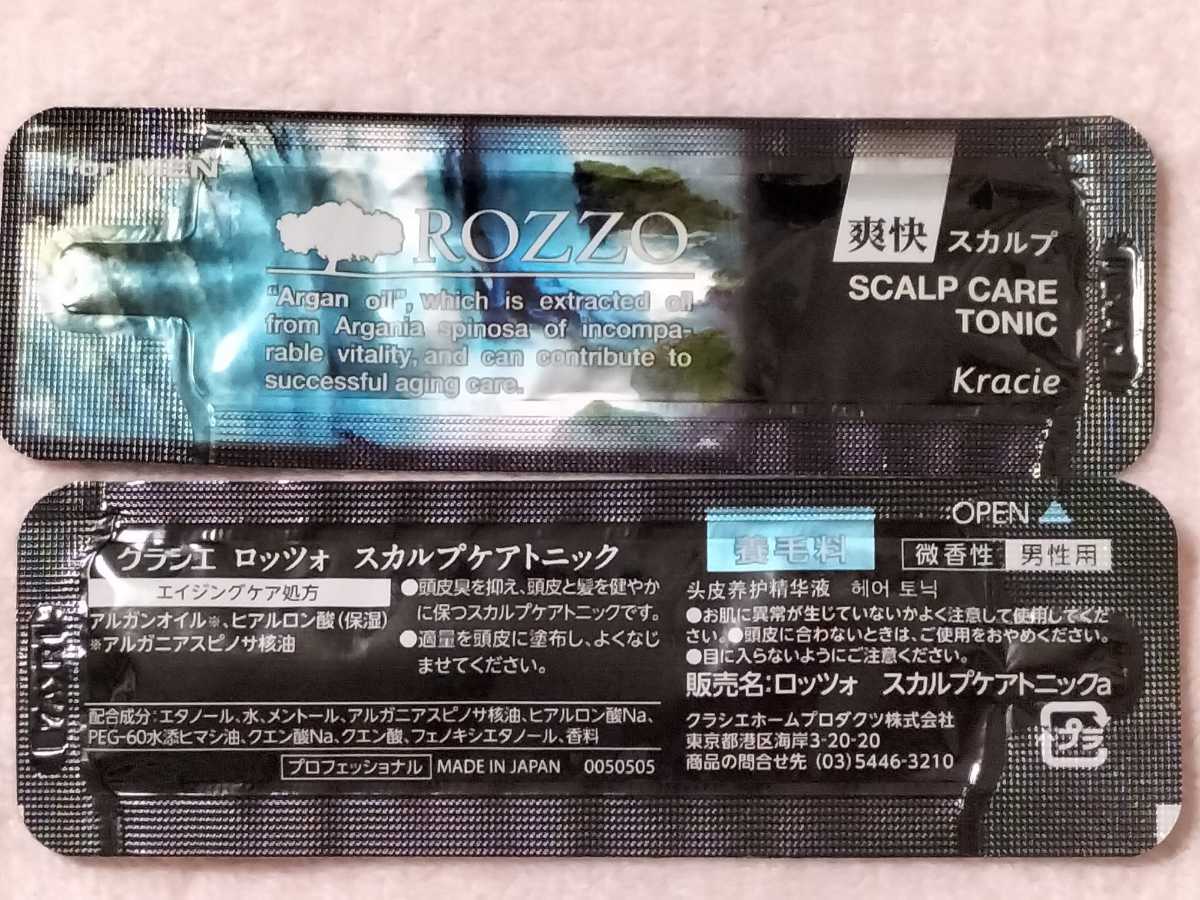 for MEN
ROZZO
"Argan oil", which is extracted oil
from Argania spinosa of incompa-
rable vitality, and can contribute to
successful aging care.
爽快 スカルプ
SCALP CARE
TONIC
Kracie
クラシエ ロッツォ スカルプケアトニック
エイジングケア処方
アルガンオイル※、ヒアルロン酸(保湿)
※アルガニアスピノサ核油
●頭皮臭を抑え、頭皮と髪を健やか
に保つスカルプケアトニックです。
●適量を頭皮に塗布し、よくなじ
ませてください。
配合成分:エタノール、水、メントール、アルガニアスピノサ核油、ヒアルロン酸Na、
PEG-60水添ヒマシ油、クエン酸Na、クエン酸、フェノキシエタノール、香料
プロフェッショナル MADE IN JAPAN 0050505
OPEN
養毛料 微香性 男性用
头皮养护精华液 헤어 토닉
●お肌に異常が生じていないかよく注意して使用してくだ
さい。●頭皮に合わないときは、ご使用をおやめください。
●目に入らないようにご注意ください。
販売名:ロッツォ スカルプケアトニックa
クラシエホームプロダクツ株式会社
東京都港区海岸3-20-20
商品の問合せ先 (03)5446-3210
プラ